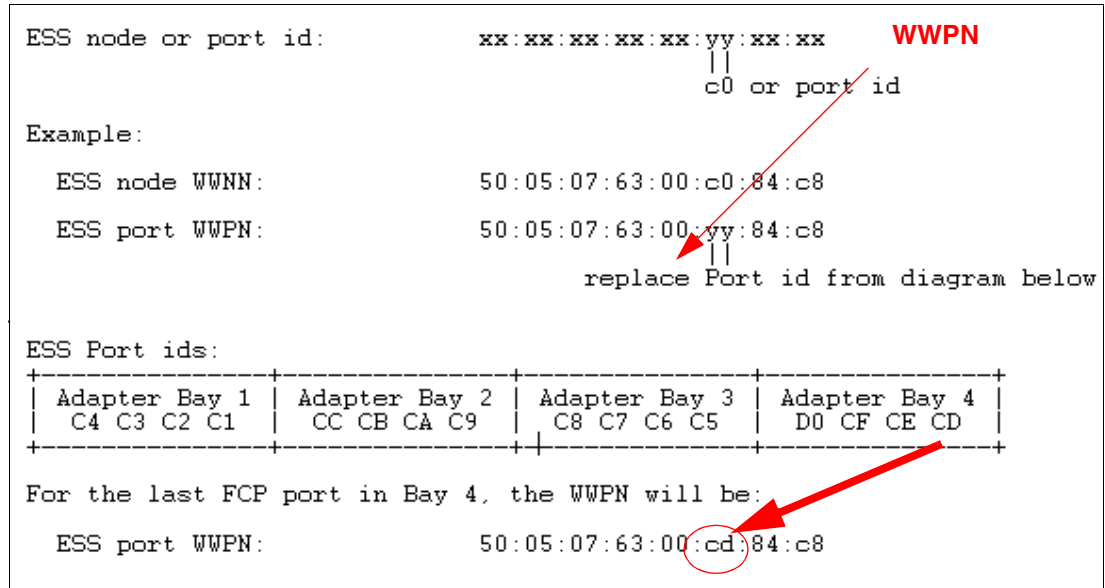 ESS node or port id: xx:xx:xx:xx:xx:yy:xx:xx WWPN
||
c0 or port id
Example:
ESS node WWNN: 50:05:07:63:00:c0:84:c8
ESS port WWPN: 50:05:07:63:00:yy:84:c8
||
replace Port id from diagram below
ESS Port ids:
+----------------+----------------+----------------+----------------+
| Adapter Bay 1 | Adapter Bay 2 | Adapter Bay 3 | Adapter Bay 4 |
| C4 C3 C2 C1 | CC CB CA C9 | C8 C7 C6 C5 | D0 CF CE CD |
+----------------+----------------+----------------+----------------+
For the last FCP port in Bay 4, the WWPN will be:
ESS port WWPN: 50:05:07:63:00:cd:84:c8